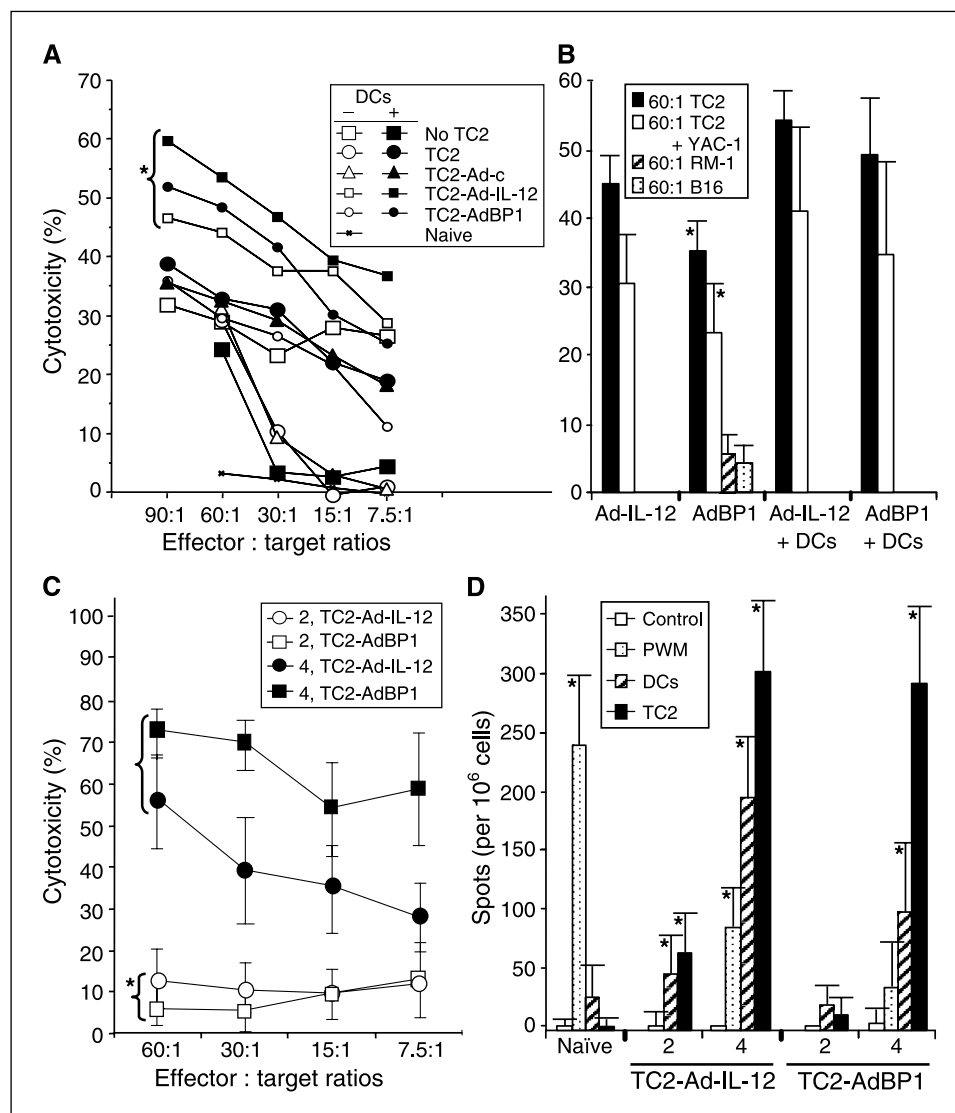 A
70
60
50
40
30
20
10
0
Cytotoxicity (%)
*
DCs
− +
No TC2
TC2
TC2-Ad-c
TC2-Ad-IL-12
TC2-AdBP1
Naive
90:1 60:1 30:1 15:1 7.5:1
Effector : target ratios
B
60
50
40
30
20
10
0
60:1 TC2
60:1 TC2
+ YAC-1
60:1 RM-1
60:1 B16
* *
Ad-IL-12 AdBP1 Ad-IL-12 AdBP1
+ DCs + DCs
C
100
90
80
70
60
50
40
30
20
10
0
Cytotoxicity (%)
2, TC2-Ad-IL-12
2, TC2-AdBP1
4, TC2-Ad-IL-12
4, TC2-AdBP1
*
60:1 30:1 15:1 7.5:1
Effector : target ratios
D
350
300
250
200
150
100
50
0
Spots (per 10⁶ cells)
Control
PWM
DCs
TC2
* * * * * * * *
Naïve 2 4 2 4
TC2-Ad-IL-12 TC2-AdBP1